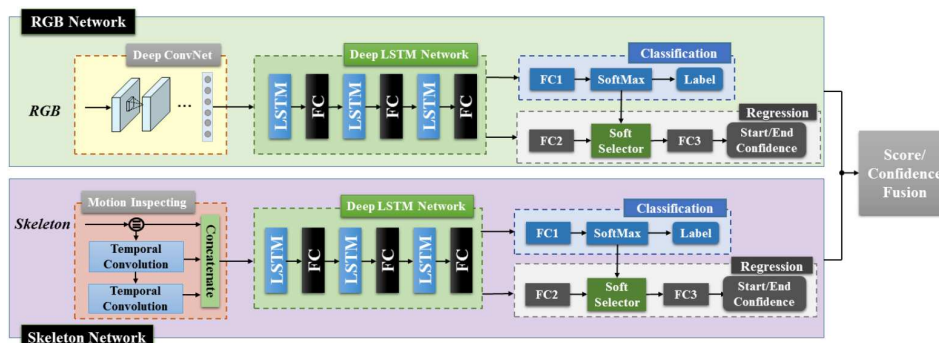 RGB Network
Deep ConvNet
RGB
...
Deep LSTM Network
LSTM
FC
LSTM
FC
LSTM
FC
Classification
FC1
SoftMax
Label
Regression
FC2
Soft
Selector
FC3
Start/End
Confidence
Skeleton
Motion Inspecting
Temporal
Convolution
Temporal
Convolution
Concatenate
Deep LSTM Network
LSTM
FC
LSTM
FC
LSTM
FC
Classification
FC1
SoftMax
Label
Regression
FC2
Soft
Selector
FC3
Start/End
Confidence
Skeleton Network
Score/
Confidence
Fusion